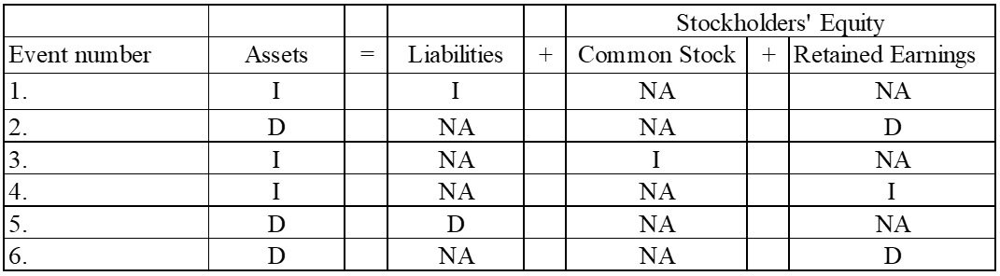 Stockholders' Equity
Event number Assets = Liabilities + Common Stock + Retained Earnings
1. I I NA NA
2. D NA NA D
3. I NA I NA
4. I NA NA I
5. D D NA NA
6. D NA NA D